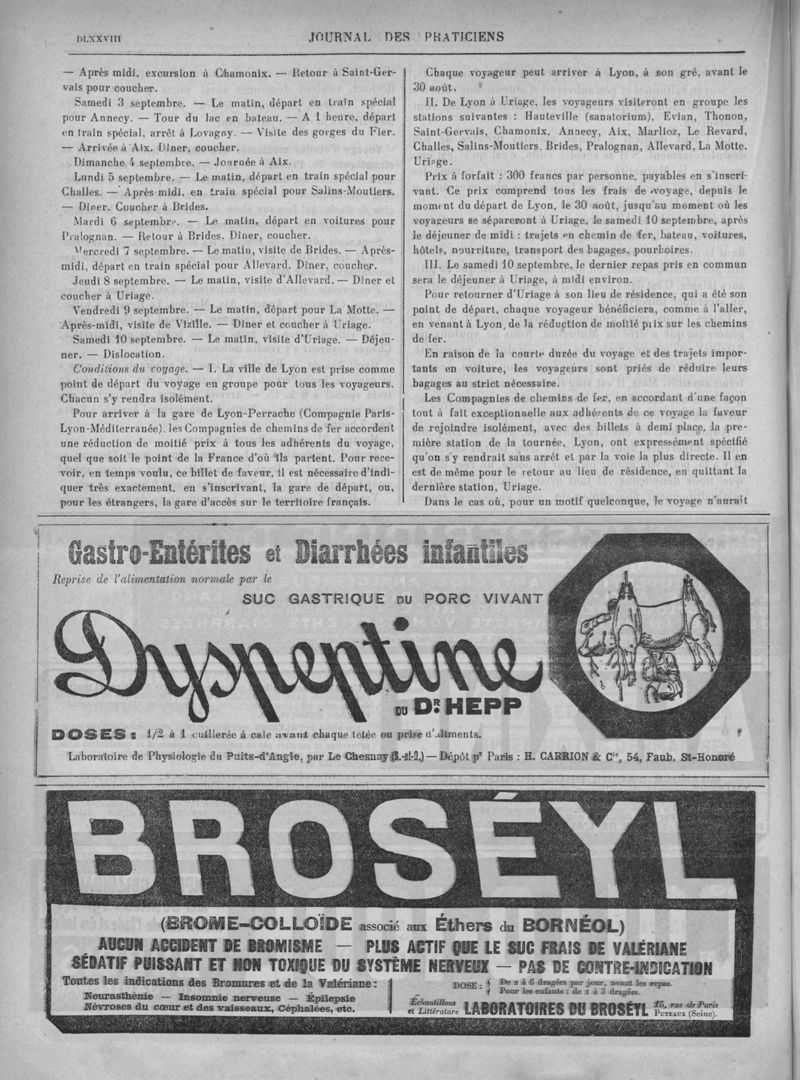 DLXXVIII
JOURNAL DES PRATICIENS
— Après midi, excursion à Chamonix. — Retour à Saint-Ger-
vais pour coucher.
Samedi 3 septembre. — Le matin, départ en train spécial
pour Annecy. — Tour du lac en bateau. — A 1 heure, départ
en train spécial, arrêt à Lovagny. — Visite des gorges du Fier.
— Arrivée à Aix. Dîner, coucher.
Dimanche 4 septembre. — Journée à Aix.
Lundi 5 septembre. — Le matin, départ en train spécial pour
Challes. — Après midi, en train spécial pour Salins-Moutiers.
— Dîner. Coucher à Brides.
Mardi 6 septembre. — Le matin, départ en voitures pour
Pralognan. — Retour à Brides. Dîner, coucher.
Mercredi 7 septembre. — Le matin, visite de Brides. — Après-
midi, départ en train spécial pour Allevard. Dîner, coucher.
Jeudi 8 septembre. — Le matin, visite d'Allevard. — Dîner et
coucher à Uriage.
Vendredi 9 septembre. — Le matin, départ pour La Motte. —
Après-midi, visite de Vizille. — Dîner et coucher à Uriage.
Samedi 10 septembre. — Le matin, visite d'Uriage. — Déjeu-
ner. — Dislocation.
Conditions du voyage. — I. La ville de Lyon est prise comme
point de départ du voyage en groupe pour tous les voyageurs.
Chacun s'y rendra isolément.
Pour arriver à la gare de Lyon-Perrache (Compagnie Paris-
Lyon-Méditerranée), les Compagnies de chemins de fer accordent
une réduction de moitié prix à tous les adhérents du voyage,
quel que soit le point de la France d'où ils partent. Pour rece-
voir, en temps voulu, ce billet de faveur, il est nécessaire d'indi-
quer très exactement, en s'inscrivant, la gare de départ, ou,
pour les étrangers, la gare d'accès sur le territoire français.
Chaque voyageur peut arriver à Lyon, à son gré, avant le
30 août.
II. De Lyon à Uriage, les voyageurs visiteront en groupe les
stations suivantes : Hauteville (sanatorium), Evian, Thonon,
Saint-Gervais, Chamonix, Annecy, Aix, Marlioz, Le Revard,
Challes, Salins-Moutiers, Brides, Pralognan, Allevard, La Motte,
Uriage.
Prix à forfait : 300 francs par personne, payables en s'inscri-
vant. Ce prix comprend tous les frais de voyage, depuis le
moment du départ de Lyon, le 30 août, jusqu'au moment où les
voyageurs se sépareront à Uriage, le samedi 10 septembre, après
le déjeuner de midi : trajets en chemin de fer, bateau, voitures,
hôtels, nourriture, transport des bagages, pourboires.
III. Le samedi 10 septembre, le dernier repas pris en commun
sera le déjeuner à Uriage, à midi environ.
Pour retourner d'Uriage à son lieu de résidence, qui a été son
point de départ, chaque voyageur bénéficiera, comme à l'aller,
en venant à Lyon, de la réduction de moitié prix sur les chemins
de fer.
En raison de la courte durée du voyage et des trajets impor-
tants en voiture, les voyageurs sont priés de réduire leurs
bagages au strict nécessaire.
Les Compagnies de chemins de fer, en accordant d'une façon
tout à fait exceptionnelle aux adhérents de ce voyage la faveur
de rejoindre isolément, avec des billets à demi place, la pre-
mière station de la tournée, Lyon, ont expressément spécifié
qu'on s'y rendrait sans arrêt et par la voie la plus directe. Il en
est de même pour le retour au lieu de résidence, en quittant la
dernière station, Uriage.
Dans le cas où, pour un motif quelconque, le voyage n'aurait
Gastro-Entérites et Diarrhées infantiles
Reprise de l'alimentation normale par le
SUC GASTRIQUE DU PORC VIVANT
Dyspeptine
DU DR. HEPP
DOSES : 1/2 à 1 cuillerée à café avant chaque tétée ou prise d'aliments.
Laboratoire de Physiologie du Puits-d'Angle, par Le Chesnay (S.-et-O.) — Dépôt pr Paris : H. CARRION & Cie, 54, Faub. St-Honoré
BROSÉYL
(BROME-COLLOÏDE associé aux Éthers du BORNÉOL)
AUCUN ACCIDENT DE BROMISME — PLUS ACTIF QUE LE SUC FRAIS DE VALÉRIANE
SÉDATIF PUISSANT ET NON TOXIQUE DU SYSTÈME NERVEUX — PAS DE CONTRE-INDICATION
Toutes les indications des Bromures et de la Valériane :
Neurasthénie — Insomnie nerveuse — Épilepsie
Névroses du cœur et des vaisseaux, Céphalées, etc.
DOSE : De 2 à 6 dragées par jour, avant les repas.
Pour les enfants : de 2 à 3 dragées.
Échantillons et Littérature LABORATOIRES DU BROSÉYL 15, rue de Paris PUTEAUX (Seine).